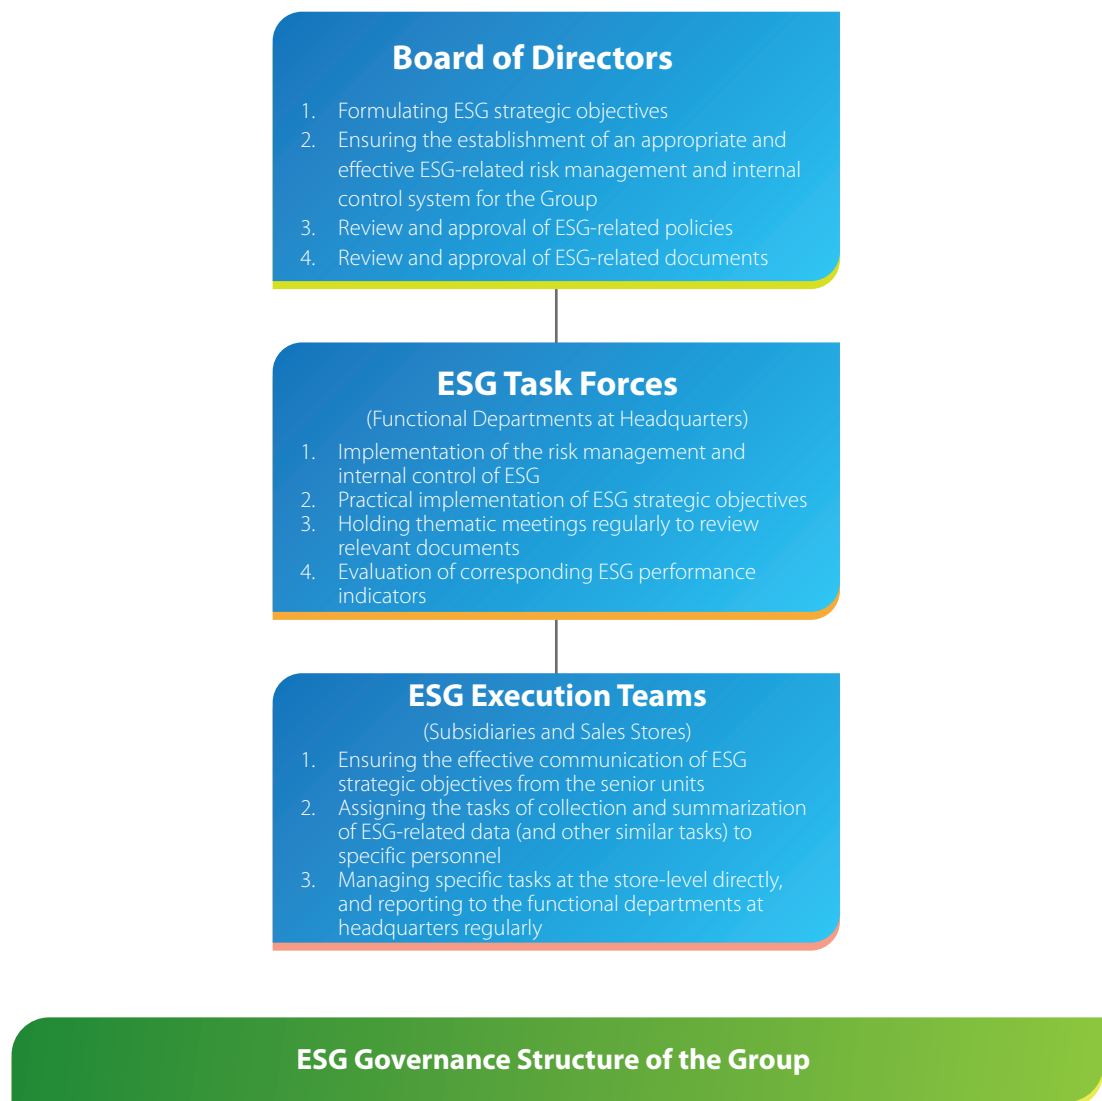 Board of Directors
1. Formulating ESG strategic objectives
2. Ensuring the establishment of an appropriate and
effective ESG-related risk management and internal
control system for the Group
3. Review and approval of ESG-related policies
4. Review and approval of ESG-related documents
ESG Task Forces
(Functional Departments at Headquarters)
1. Implementation of the risk management and
internal control of ESG
2. Practical implementation of ESG strategic objectives
3. Holding thematic meetings regularly to review
relevant documents
4. Evaluation of corresponding ESG performance
indicators
ESG Execution Teams
(Subsidiaries and Sales Stores)
1. Ensuring the effective communication of ESG
strategic objectives from the senior units
2. Assigning the tasks of collection and summarization
of ESG-related data (and other similar tasks) to
specific personnel
3. Managing specific tasks at the store-level directly,
and reporting to the functional departments at
headquarters regularly
ESG Governance Structure of the Group